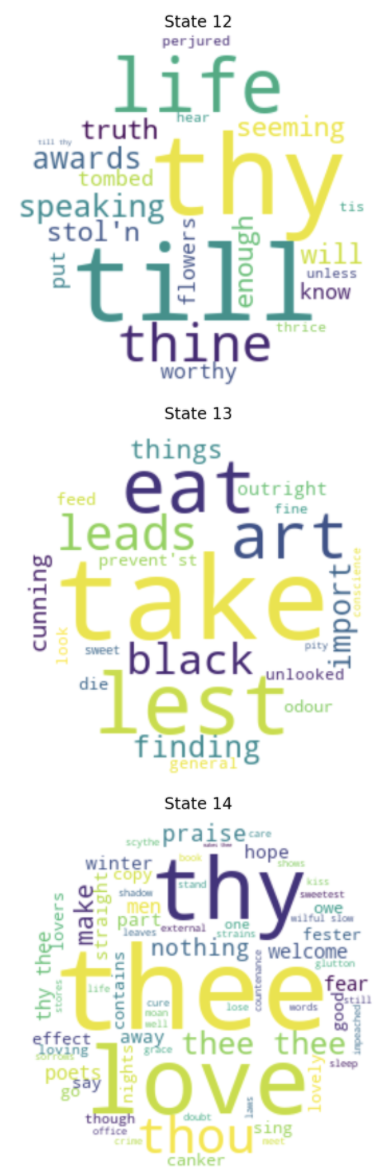 State 12
perjured
life
hear
truth
seeming
till thy
awards
thy
tombed
speaking
tis
stol'n
flowers
enough
put
till
will
unless
know
thrice
thine
worthy
State 13
things
eat
outright
feed
fine
leads
art
prevent'st
cunning
take
import
conscience
look
sweet
black
pity
die
unlooked
lest
odour
finding
general
State 14
praise
care
scythe
makes thee
hope
book
shows
winter
thy
copy
stand
kiss
shadow
sweetest
make
straight
men
owe
lovers
part
external
one
wilful slow
leaves
strains
fester
nothing
welcome
thy thee
contains
thee
countenance
glutton
fear
stores
life
cure
lose
words
good
still
moan
well
impeached
effect
away
thee thee
loving
grace
sorrows
sleep
poets
nights
love
lovely
say
go
laws
though
thou
doubt
sing
office
crime
meet
canker